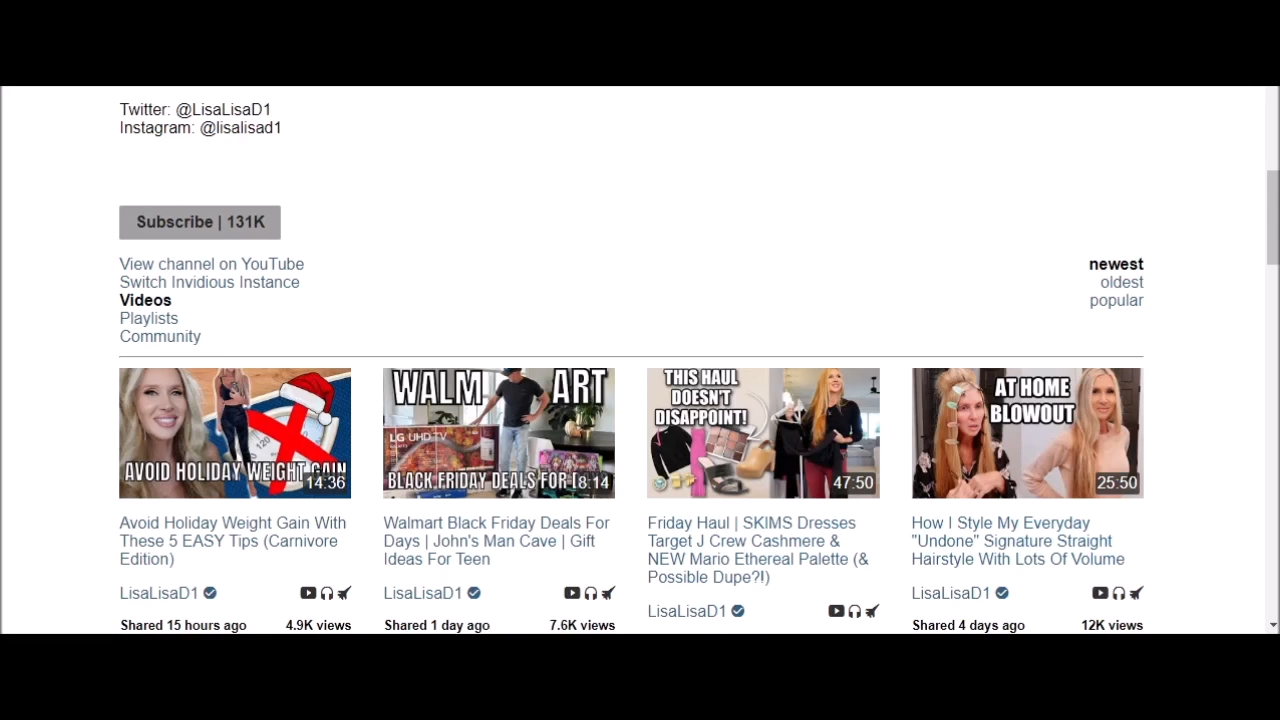 Twitter: @LisaLisaD1
Instagram: @lisalisad1
Subscribe | 131K
View channel on YouTube
Switch Invidious Instance
Videos
Playlists
Community
newest
oldest
popular
AVOID HOLIDAY WEIGHT GAIN
14:36
Avoid Holiday Weight Gain With
These 5 EASY Tips (Carnivore
Edition)
LisaLisaD1
Shared 15 hours ago 4.9K views
WALM ART
LG UHD TV
BLACK FRIDAY DEALS FOR
8:14
Walmart Black Friday Deals For
Days | John's Man Cave | Gift
Ideas For Teen
LisaLisaD1
Shared 1 day ago 7.6K views
THIS HAUL
DOESN'T
DISAPPOINT!
47:50
Friday Haul | SKIMS Dresses
Target J Crew Cashmere &
NEW Mario Ethereal Palette (&
Possible Dupe?!)
LisaLisaD1
AT HOME
BLOWOUT
25:50
How I Style My Everyday
"Undone" Signature Straight
Hairstyle With Lots Of Volume
LisaLisaD1
Shared 4 days ago 12K views